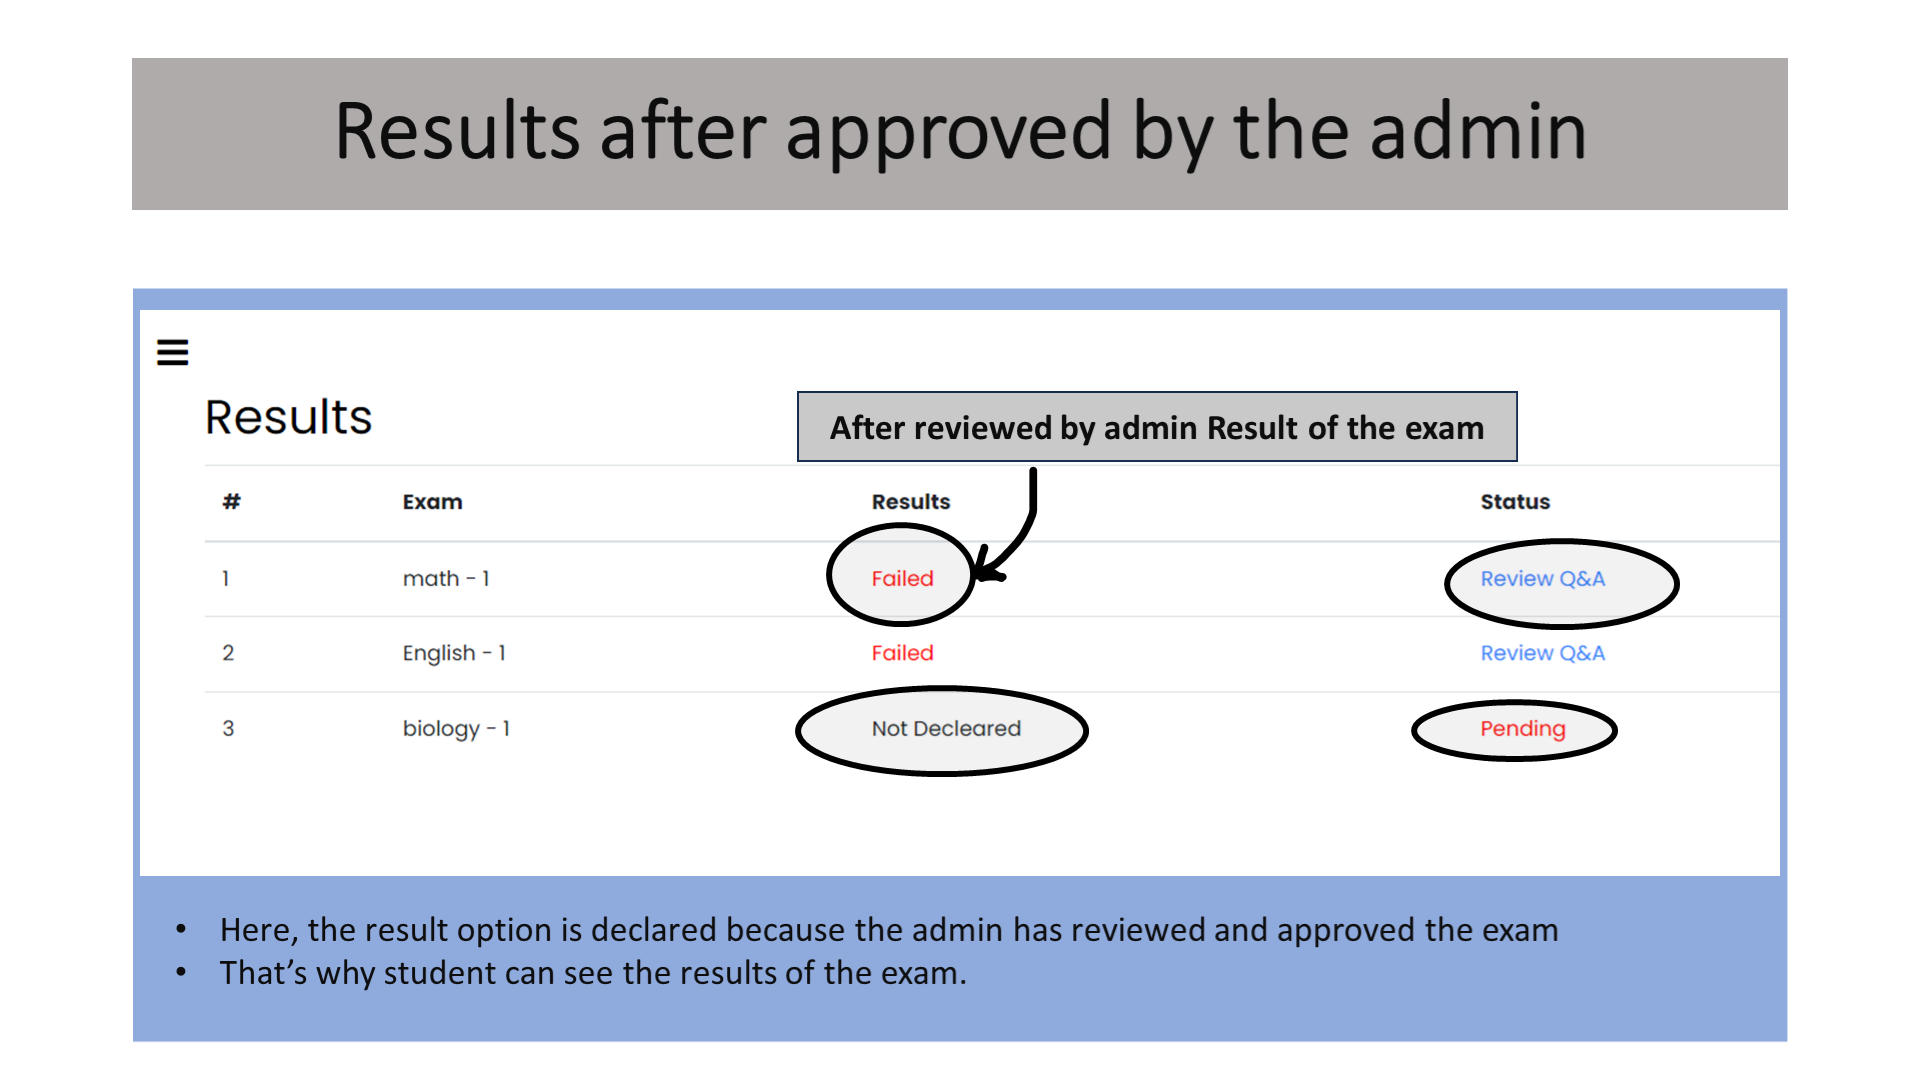 Results after approved by the admin
Results
After reviewed by admin Result of the exam
# Exam Results Status
1 math - 1 Failed Review Q&A
2 English - 1 Failed Review Q&A
3 biology - 1 Not Decleared Pending
• Here, the result option is declared because the admin has reviewed and approved the exam
• That’s why student can see the results of the exam.